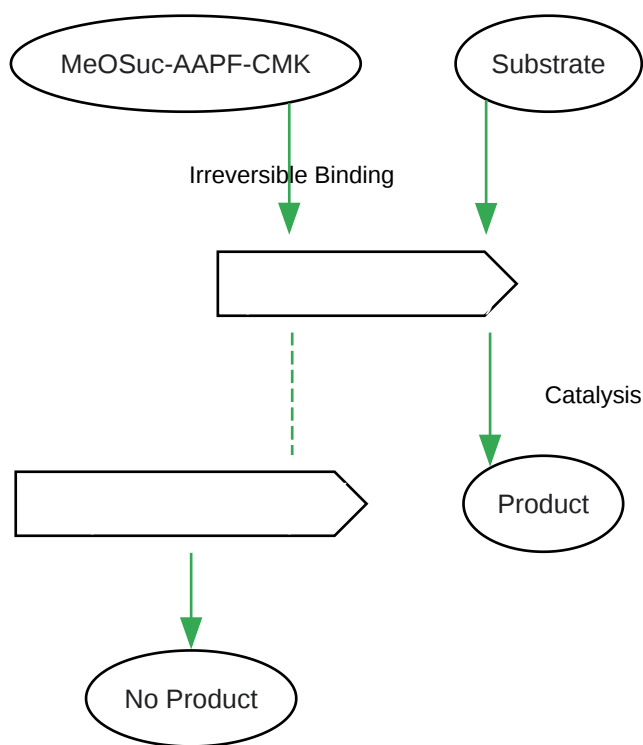 MeOSuc-AAPF-CMK
Substrate
Irreversible Binding
Catalysis
Product
No Product